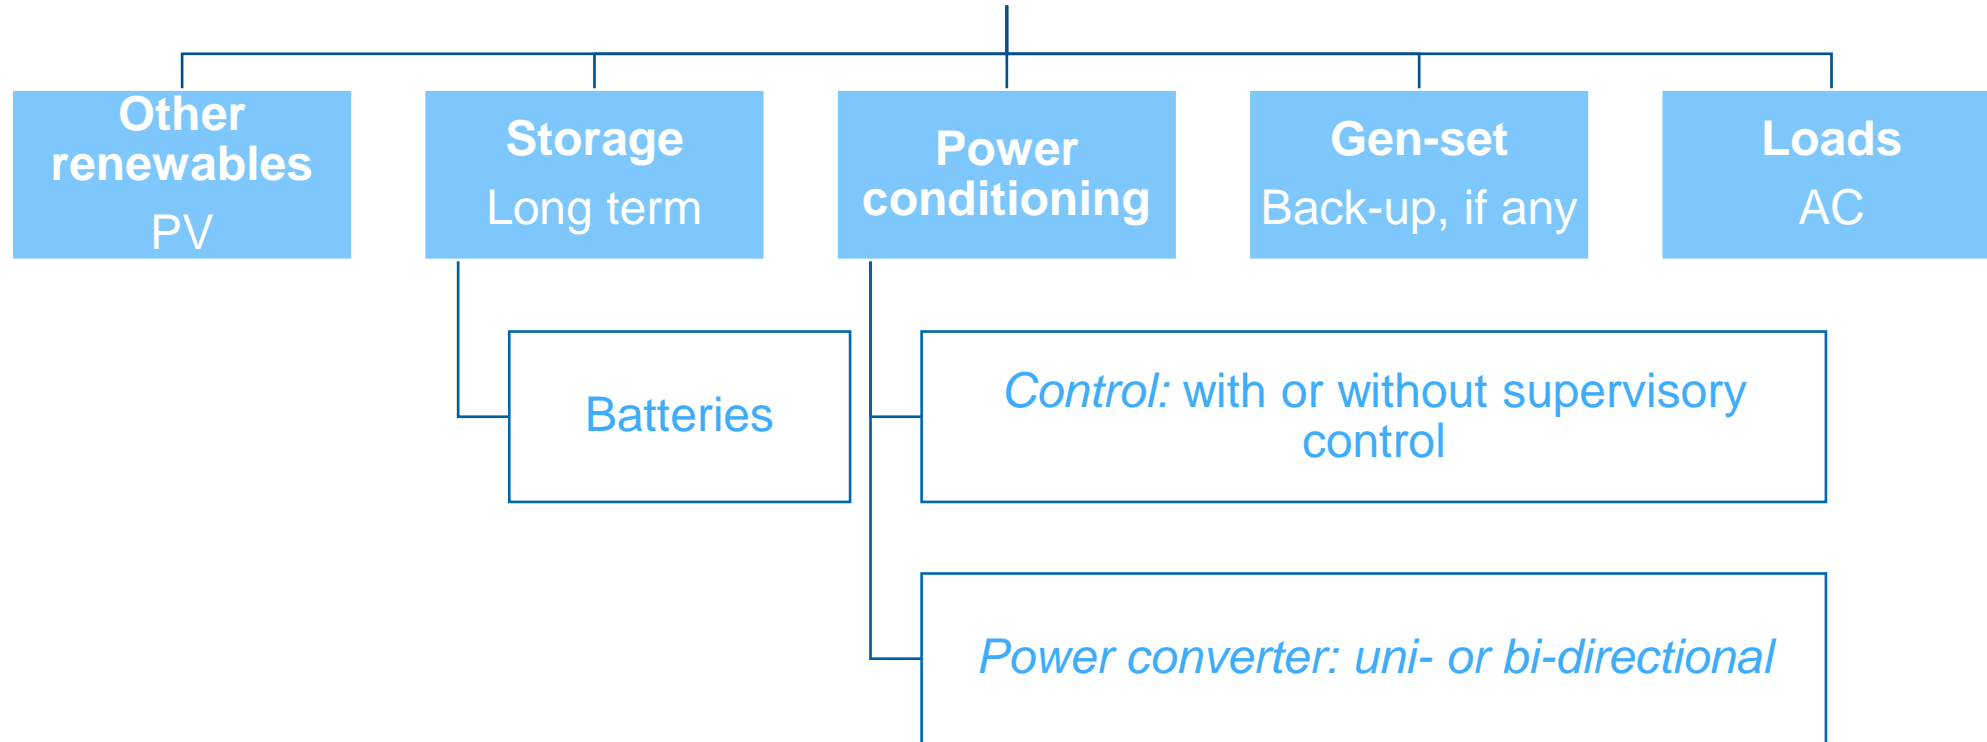 Other
renewables
PV
Storage
Long term
Power
conditioning
Gen-set
Back-up, if any
Loads
AC
Batteries
Control: with or without supervisory
control
Power converter: uni- or bi-directional